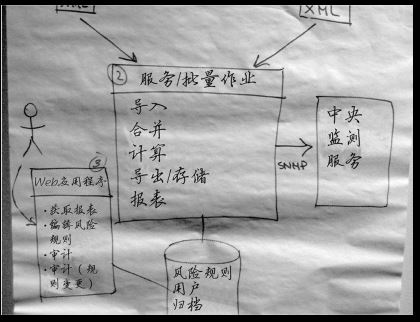 XML
XML
② 服务/批量作业
导入
合并
计算
导出/存储
报表
SNMP
中央
监测
服务
③
Web应用程序
·获取报表
·编辑风险
规则
·审计
·审计（规
则变更）
风险规则
用户
归档